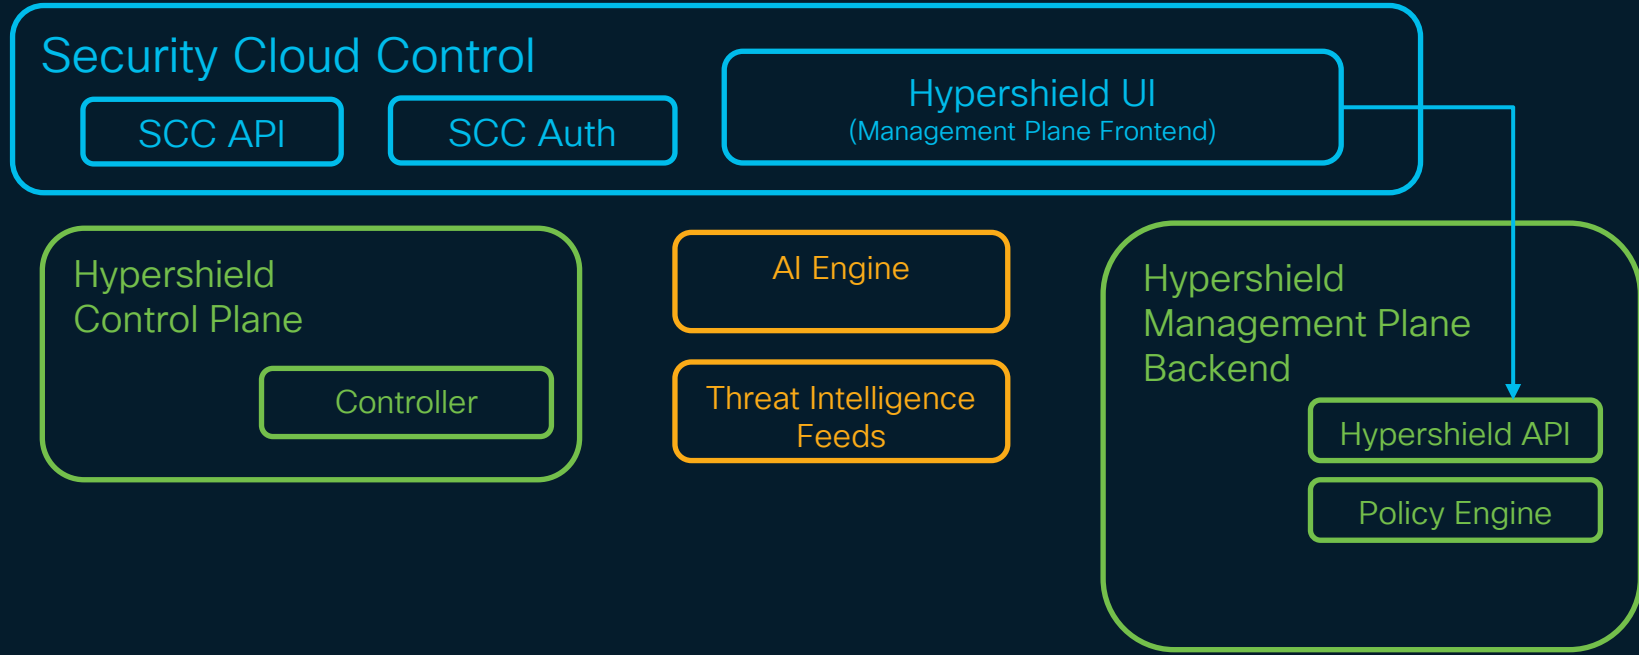 Security Cloud Control
SCC API
SCC Auth
Hypershield UI
(Management Plane Frontend)
Hypershield
Control Plane
Controller
AI Engine
Threat Intelligence
Feeds
Hypershield
Management Plane
Backend
Hypershield API
Policy Engine